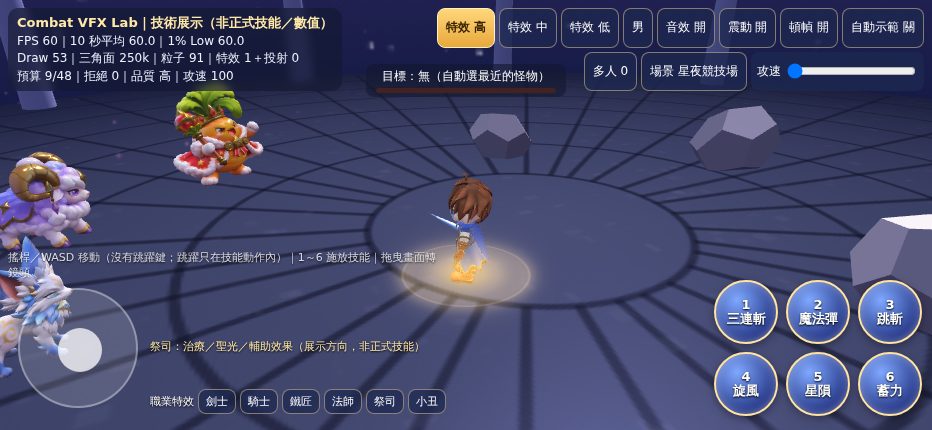 Combat VFX Lab｜技術展示（非正式技能／數值）
FPS 60｜10 秒平均 60.0｜1% Low 60.0
Draw 53｜三角面 250k｜粒子 91｜特效 1＋投射 0
預算 9/48｜拒絕 0｜品質 高｜攻速 100
特效 高
特效 中
特效 低
男
音效 開
震動 開
頓幀 開
自動示範 關
多人 0
場景 星夜競技場
攻速
目標：無（自動選最近的怪物）
搖桿／WASD 移動（沒有跳躍鍵；跳躍只在技能動作內）｜1～6 施放技能｜拖曳畫面轉
鏡頭
祭司：治療／聖光／輔助效果（展示方向，非正式技能）
職業特效
劍士
騎士
鐵匠
法師
祭司
小丑
1
三連斬
2
魔法彈
3
跳斬
4
旋風
5
星隕
6
蓄力